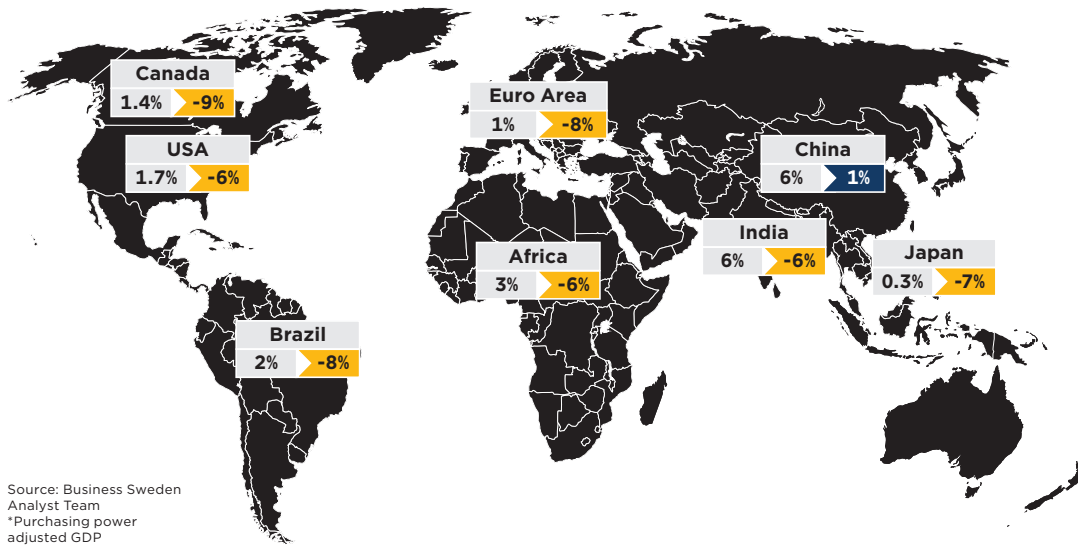 Canada
1.4% -9%
USA
1.7% -6%
Brazil
2% -8%
Euro Area
1% -8%
Africa
3% -6%
China
6% 1%
India
6% -6%
Japan
0.3% -7%
Source: Business Sweden
Analyst Team
*Purchasing power
adjusted GDP